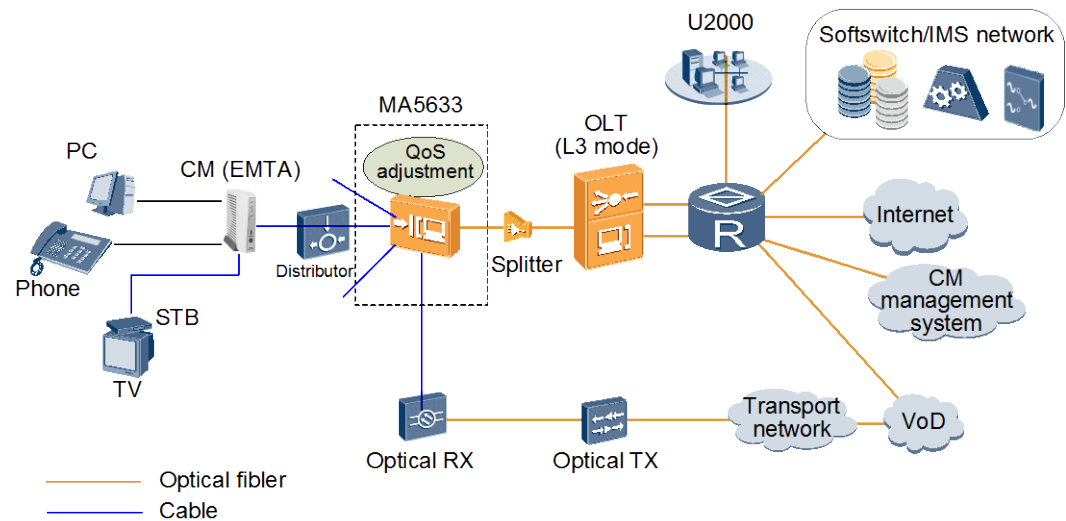 U2000
Softswitch/IMS network
MA5633
OLT
(L3 mode)
QoS
adjustment
PC
CM (EMTA)
R
Internet
Distributor
Splitter
Phone
CM
management
system
STB
TV
Transport
network
VoD
Optical RX
Optical TX
Optical fibler
Cable